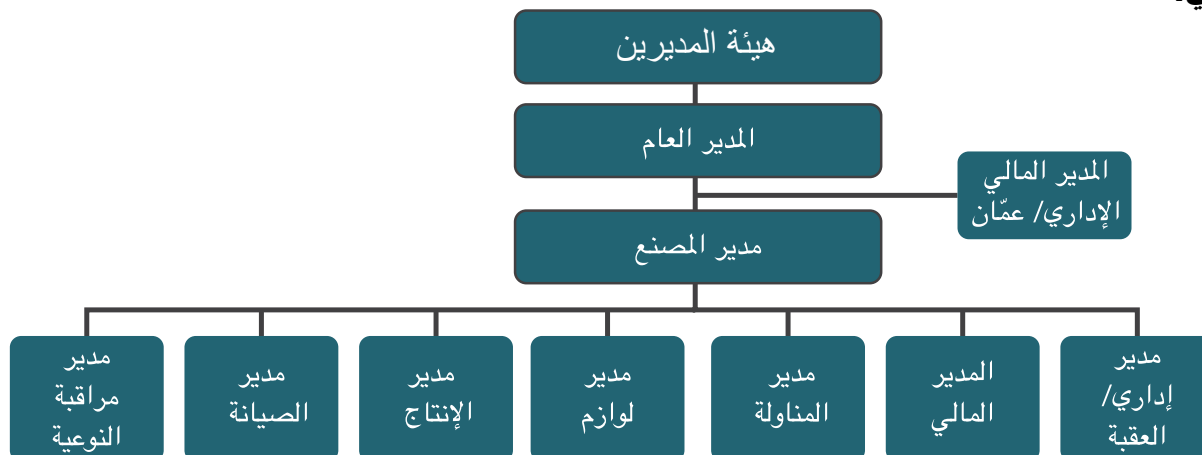 هيئة المديرين
المدير العام
المدير المالي
الإداري/ عمّان
مدير المصنع
مدير
إداري/
العقبة
المدير
المالي
مدير
المناولة
مدير
لوازم
مدير
الإنتاج
مدير
الصيانة
مدير
مراقبة
النوعية